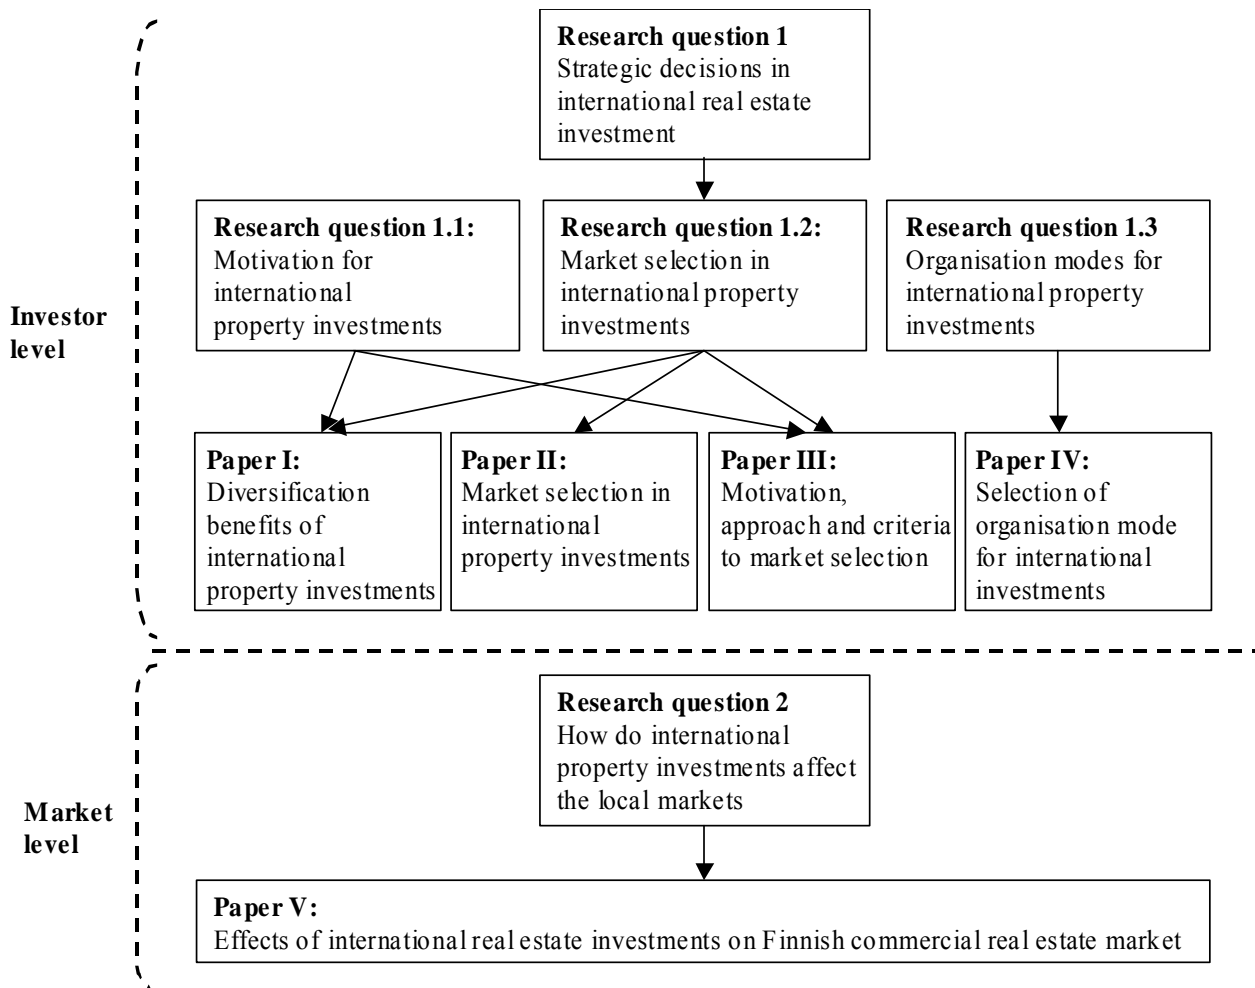 Research question 1
Strategic decisions in
international real estate
investment
Research question 1.1:
Motivation for
international
property investments
Research question 1.2:
Market selection in
international property
investments
Research question 1.3
Organisation modes for
international property
investments
Investor
level
Paper I:
Diversification
benefits of
international
property investments
Paper II:
Market selection in
international
property investments
Paper III:
Motivation,
approach and criteria
to market selection
Paper IV:
Selection of
organisation mode
for international
investments
Research question 2
How do international
property investments affect
the local markets
Market
level
Paper V:
Effects of international real estate investments on Finnish commercial real estate market